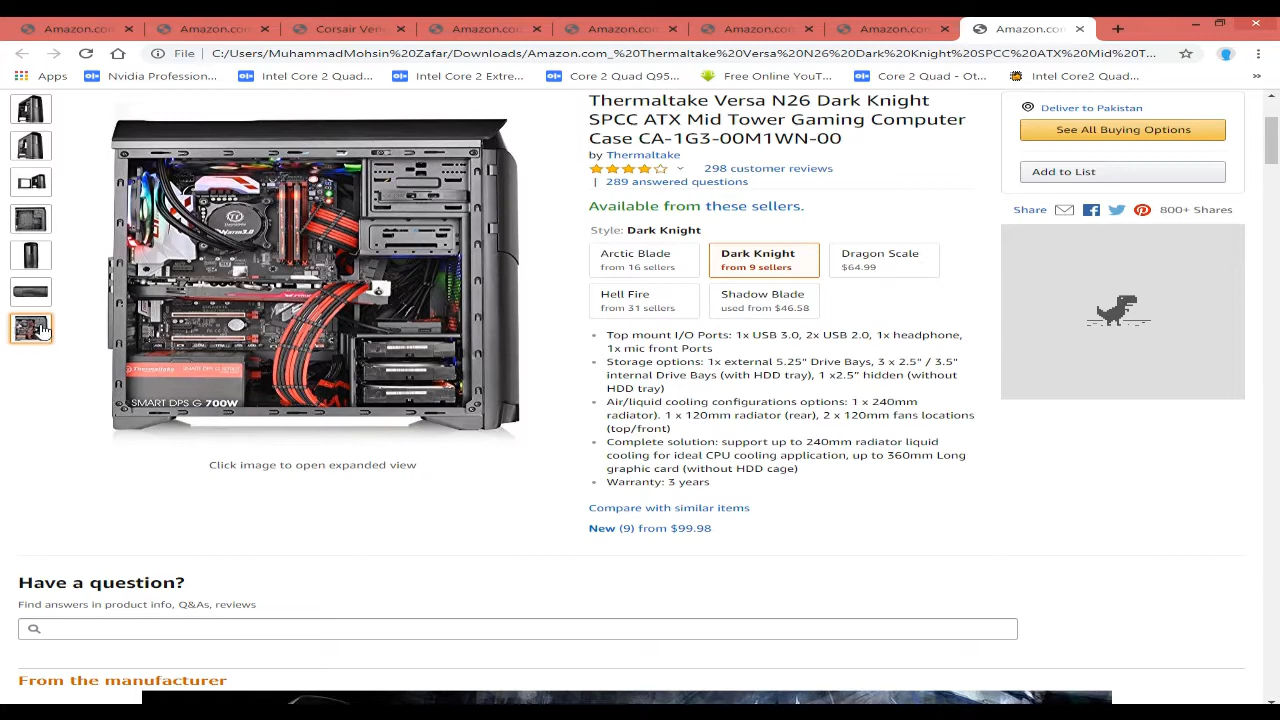 Amazon.com
Amazon.com
Corsair Ven
Amazon.com
Amazon.com
Amazon.com
Amazon.com
Amazon.com
File
C:/Users/MuhammadMohsin%20Zafar/Downloads/Amazon.com_%20Thermaltake%20Versa%20N26%20Dark%20Knight%20SPCC%20ATX%20Mid%20T...
Apps
Nvidia Procession...
Intel Core 2 Quad...
Intel Core 2 Extre...
Core 2 Quad Q95...
Free Online YouT...
Core 2 Quad - Ot...
Intel Core2 Quad...
»
Thermaltake Versa N26 Dark Knight
SPCC ATX Mid Tower Gaming Computer
Case CA-1G3-00M1WN-00
by Thermaltake
298 customer reviews
| 289 answered questions
Available from these sellers.
Style: Dark Knight
Arctic Blade
from 16 sellers
Dark Knight
from 9 sellers
Dragon Scale
$64.99
Hell Fire
from 31 sellers
Shadow Blade
used from $46.58
Top mount I/O Ports: 1x USB 3.0, 2x USB 2.0, 1x headphone,
1x mic front Ports
Storage options: 1x external 5.25" Drive Bays, 3 x 2.5" / 3.5"
internal Drive Bays (with HDD tray), 1 x2.5" hidden (without
HDD tray)
Air/liquid cooling configurations options: 1 x 240mm
radiator). 1 x 120mm radiator (rear), 2 x 120mm fans locations
(top/front)
Complete solution: support up to 240mm radiator liquid
cooling for ideal CPU cooling application, up to 360mm Long
graphic card (without HDD cage)
Warranty: 3 years
Compare with similar items
New (9) from $99.98
Deliver to Pakistan
See All Buying Options
Add to List
Share
800+ Shares
Thermaltake
SMART DPS G 700W
Click image to open expanded view
Have a question?
Find answers in product info, Q&As, reviews
From the manufacturer